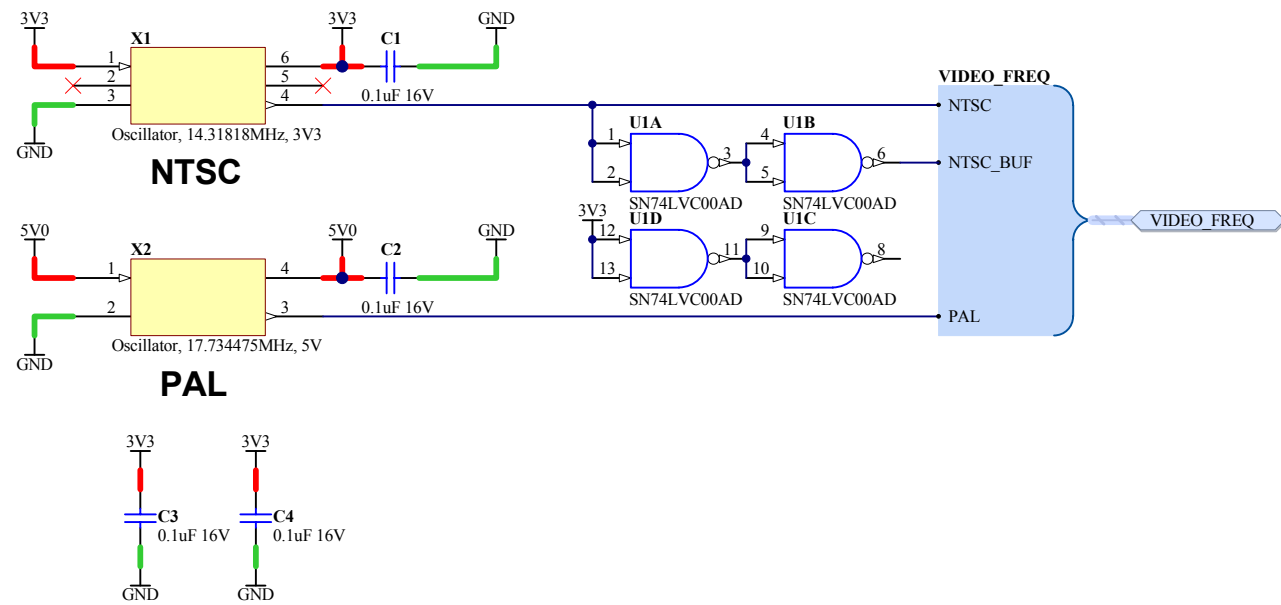 3V3
X1
3V3
C1
GND
1
6
2
5
3
4
0.1uF 16V
GND
Oscillator, 14.31818MHz, 3V3
NTSC
VIDEO_FREQ
NTSC
U1A
U1B
1
2
3
4
5
6
NTSC_BUF
SN74LVC00AD
SN74LVC00AD
3V3
U1D
U1C
12
13
11
9
10
8
SN74LVC00AD
SN74LVC00AD
VIDEO_FREQ
5V0
X2
5V0
C2
GND
1
4
2
3
0.1uF 16V
PAL
GND
Oscillator, 17.734475MHz, 5V
PAL
3V3
C3
0.1uF 16V
GND
3V3
C4
0.1uF 16V
GND